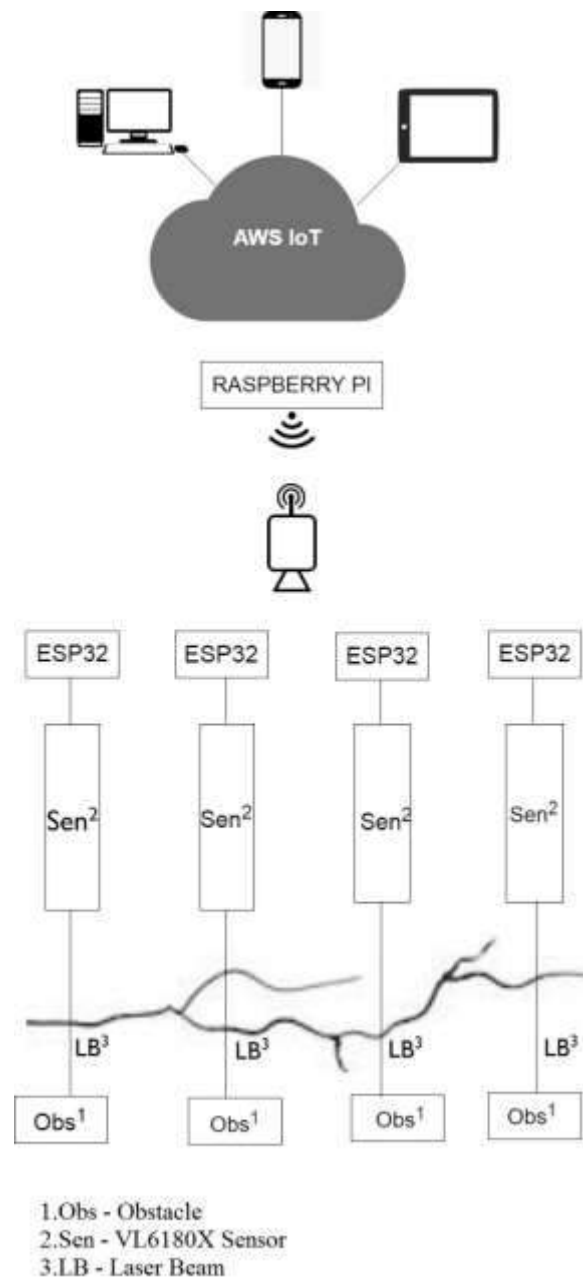 AWS IoT
RASPBERRY PI
ESP32 ESP32 ESP32 ESP32
Sen² Sen² Sen² Sen²
LB³ LB³ LB³ LB³
Obs¹ Obs¹ Obs¹ Obs¹
1.Obs - Obstacle
2.Sen - VL6180X Sensor
3.LB - Laser Beam